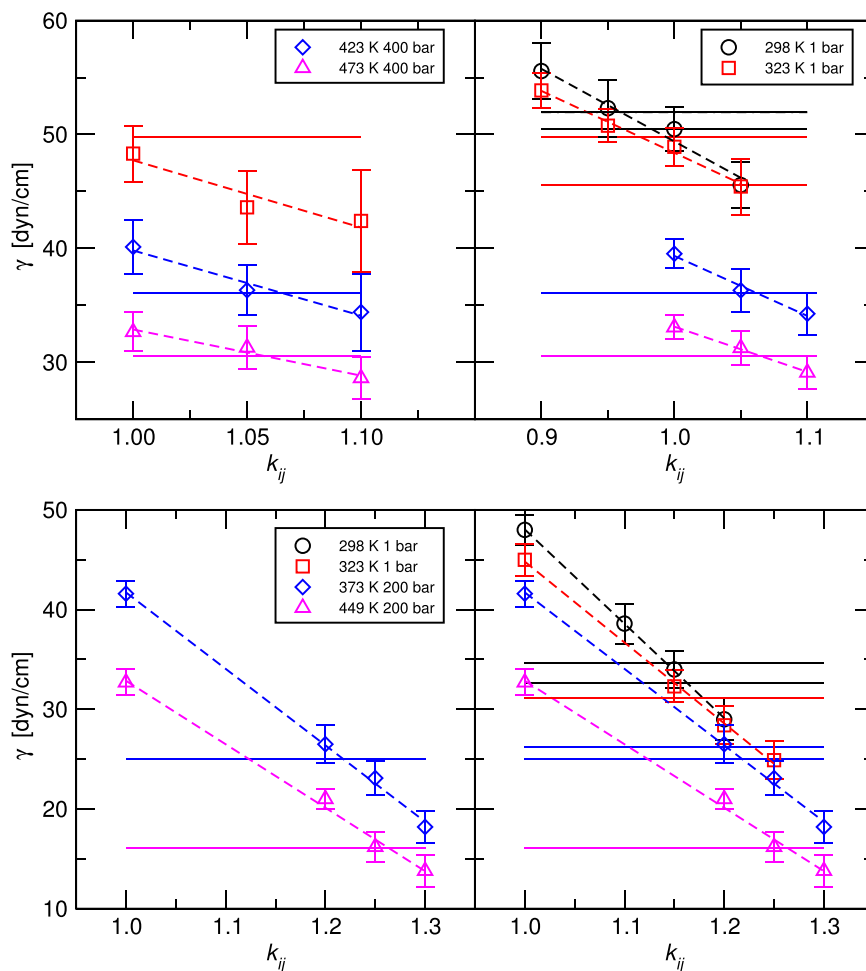 60
50
40
30
γ [dyn/cm]
423 K 400 bar
473 K 400 bar
298 K 1 bar
323 K 1 bar
1.00 1.05 1.10
0.9 1.0 1.1
k_ij
k_ij
50
40
30
20
10
γ [dyn/cm]
298 K 1 bar
323 K 1 bar
373 K 200 bar
449 K 200 bar
1.0 1.1 1.2 1.3
1.0 1.1 1.2 1.3
k_ij
k_ij